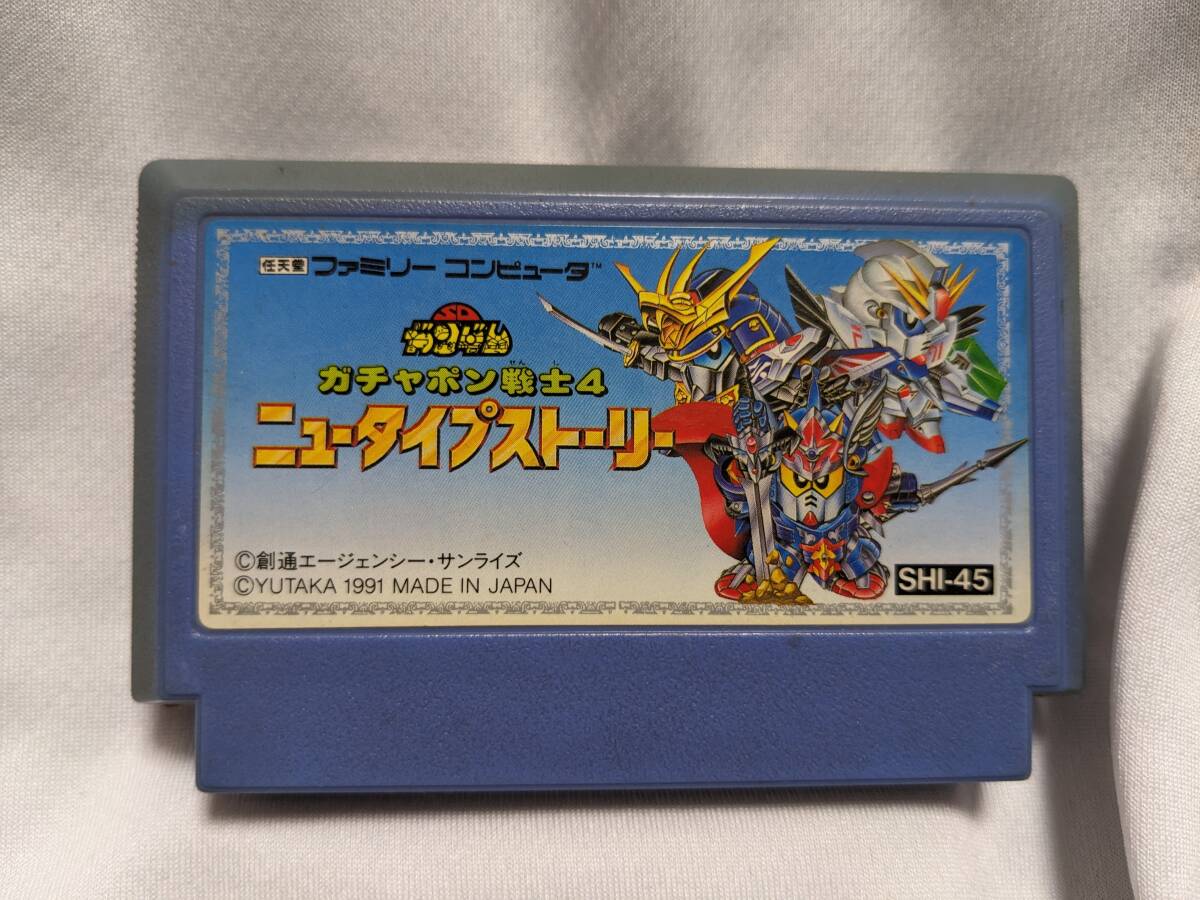 任天堂 ファミリー コンピュータ™
SD
ガンダム
ガチャポン戦士4
せんし
ニュータイプストーリー
©創通エージェンシー・サンライズ
©YUTAKA 1991 MADE IN JAPAN
SHI-45